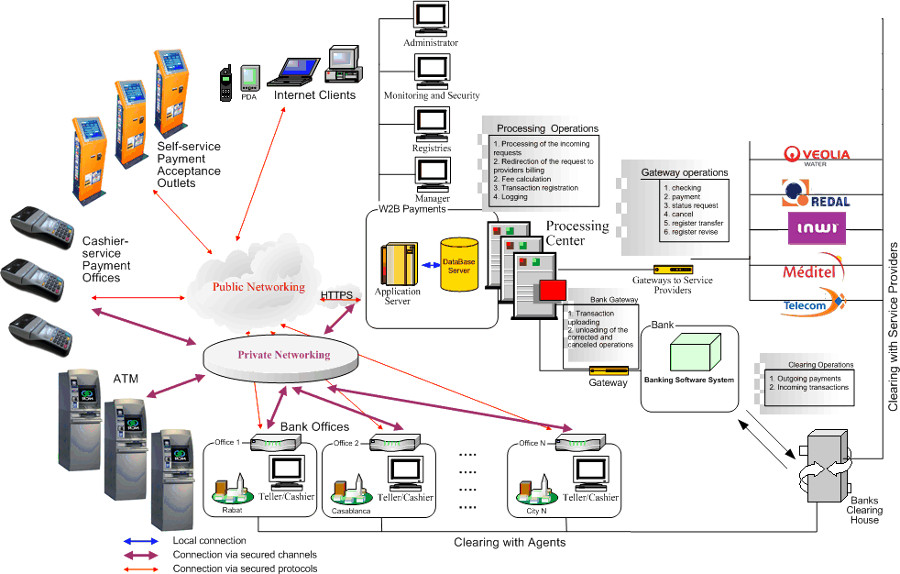 Administrator
PDA
Internet Clients
Monitoring and Security
Registries
Manager
Self-service
Payment
Acceptance
Outlets
Processing Operations
1. Processing of the incoming
requests
2. Redirection of the request to
providers billing
2. Fee calculation
3. Transaction registration
4. Logging
Gateway operations
1. checking
2. payment
3. status request
4. cancel
5. register transfer
6. register revise
VEOLIA
WATER
REDAL
inwi
Méditel
Telecom
Clearing with Service Providers
W2B Payments
Application
Server
DataBase
Server
Processing
Center
Gateways to Service
Providers
Cashier-
service
Payment
Offices
Public Networking
HTTPS
Private Networking
Bank Gateway
1. Transaction
uploading
2. unloading of the
corrected and
canceled operations
Gateway
Bank
Banking Software System
Clearing Operations
1. Outgoing payments
2. Incoming transactions
ATM
Bank Offices
Office 1
Teller/Cashier
Rabat
Office 2
Teller/Cashier
Casablanca
Office N
Teller/Cashier
City N
Banks
Clearing
House
Clearing with Agents
Local connection
Connection via secured channels
Connection via secured protocols